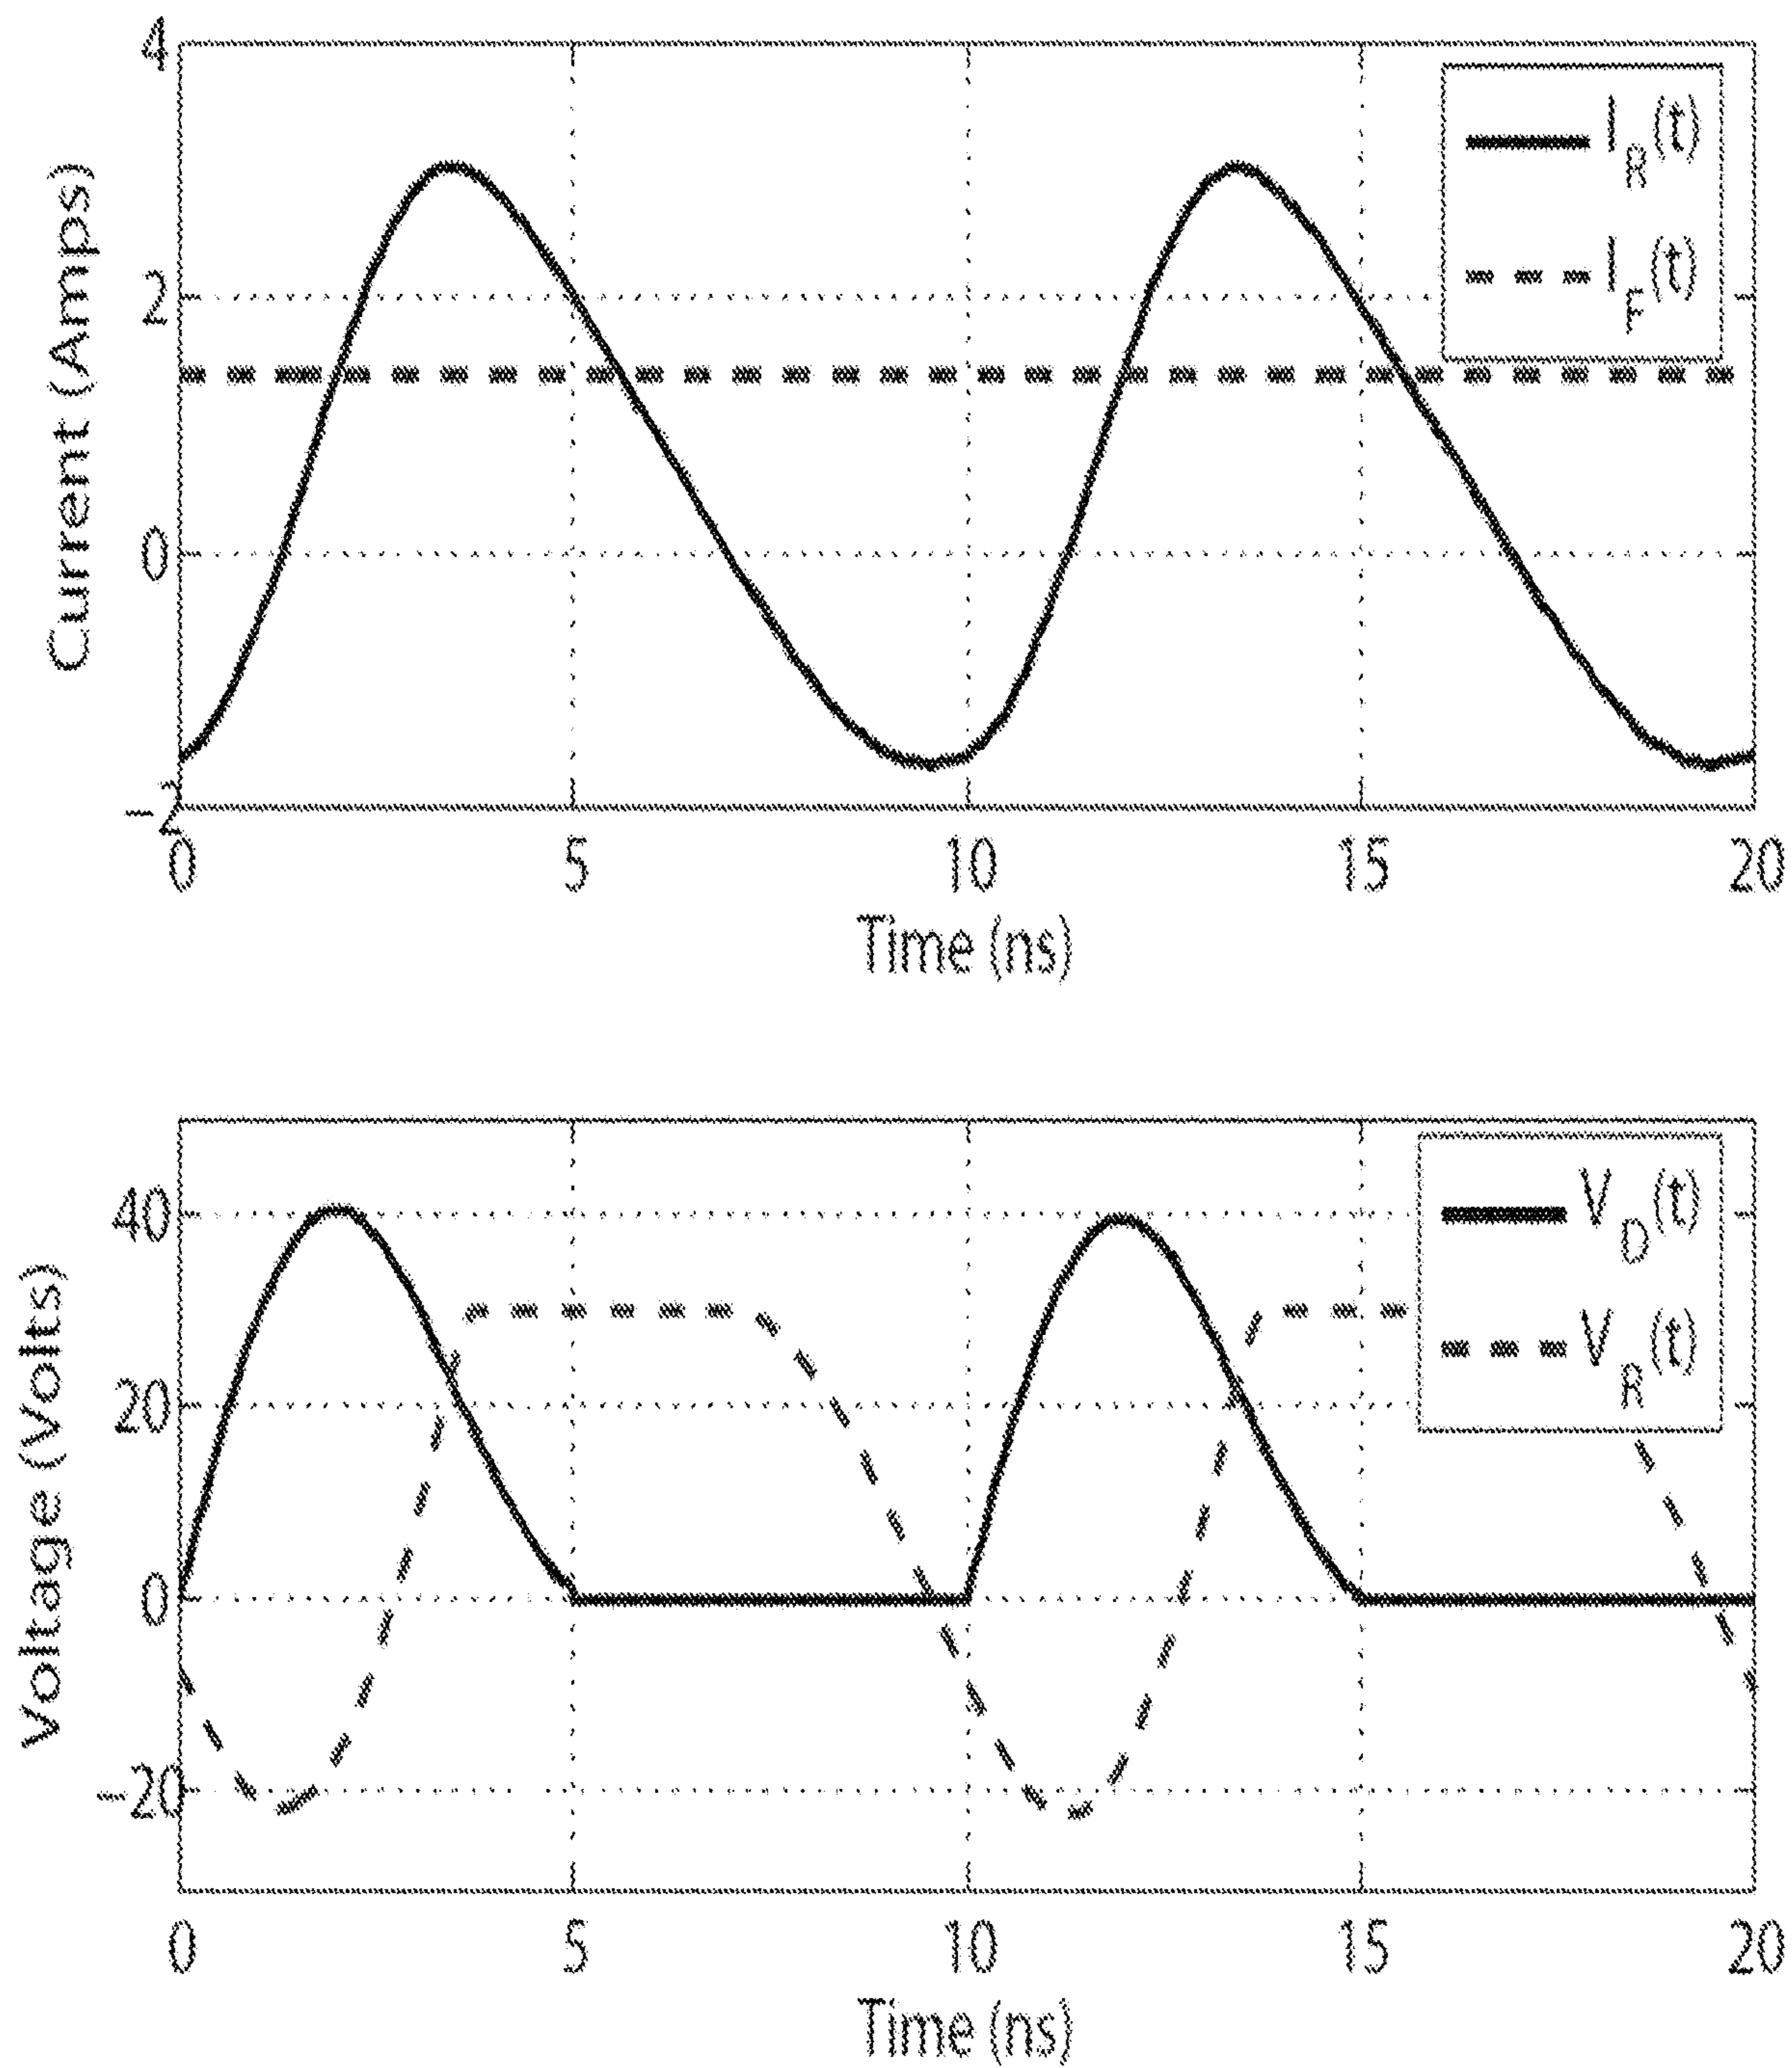 4
2
0
-2
Current (Amps)
I_R(t)
I_F(t)
0 5 10 15 20
Time (ns)
40
20
0
-20
Voltage (Volts)
V_D(t)
V_R(t)
0 5 10 15 20
Time (ns)